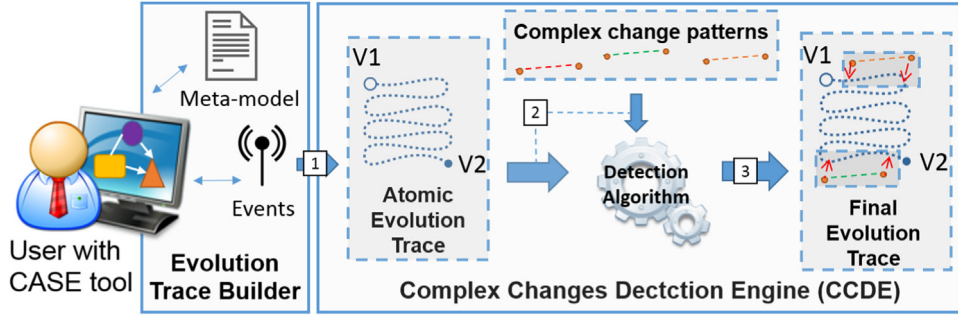 Complex change patterns
V1
V1
Meta-model
2
1
V2
3
V2
Detection
Algorithm
Events
Atomic
Evolution
Trace
Final
Evolution
Trace
User with
CASE tool
Evolution
Trace Builder
Complex Changes Dectction Engine (CCDE)